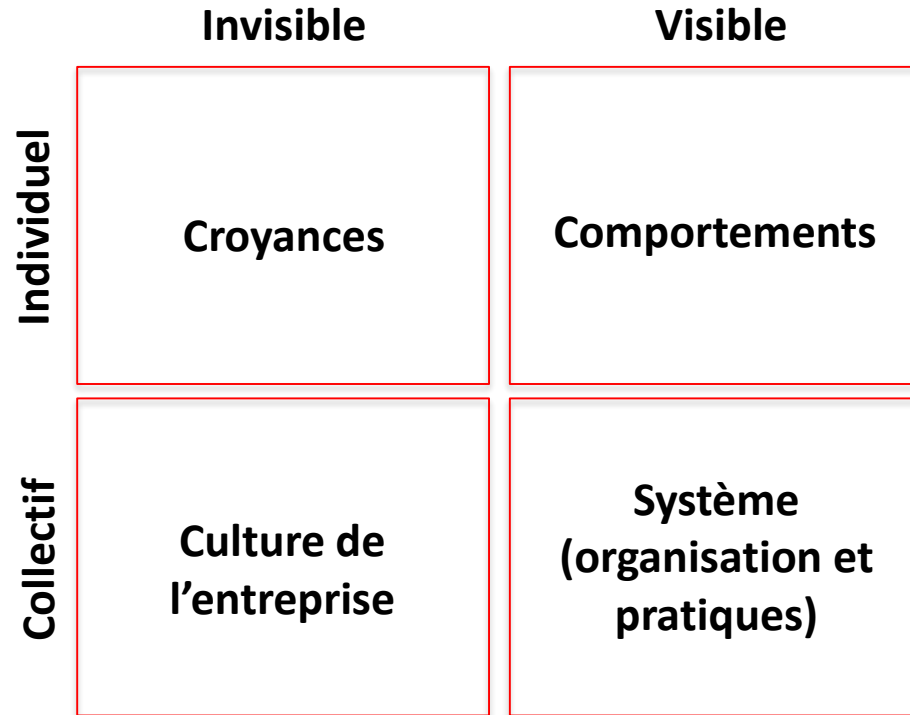 Invisible
Visible
Individuel
Croyances
Comportements
Collectif
Culture de
l’entreprise
Système
(organisation et
pratiques)